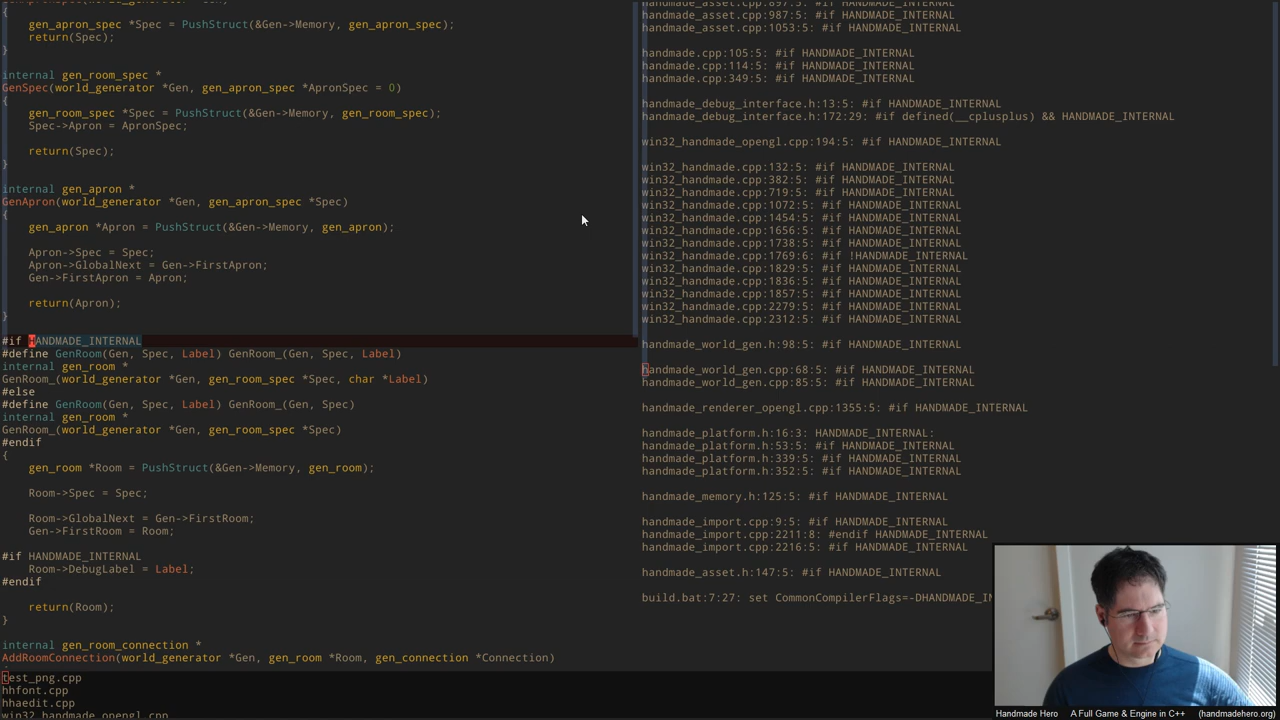 {
    gen_apron_spec *Spec = PushStruct(&Gen->Memory, gen_apron_spec);
    return(Spec);
}
internal gen_room_spec *
GenSpec(world_generator *Gen, gen_apron_spec *ApronSpec = 0)
{
    gen_room_spec *Spec = PushStruct(&Gen->Memory, gen_room_spec);
    Spec->Apron = ApronSpec;
    return(Spec);
}
internal gen_apron *
GenApron(world_generator *Gen, gen_apron_spec *Spec)
{
    gen_apron *Apron = PushStruct(&Gen->Memory, gen_apron);
    Apron->Spec = Spec;
    Apron->GlobalNext = Gen->FirstApron;
    Gen->FirstApron = Apron;
    return(Apron);
}
#if HANDMADE_INTERNAL
#define GenRoom(Gen, Spec, Label) GenRoom_(Gen, Spec, Label)
internal gen_room *
GenRoom_(world_generator *Gen, gen_room_spec *Spec, char *Label)
#else
#define GenRoom(Gen, Spec, Label) GenRoom_(Gen, Spec)
internal gen_room *
GenRoom_(world_generator *Gen, gen_room_spec *Spec)
#endif
{
    gen_room *Room = PushStruct(&Gen->Memory, gen_room);
    Room->Spec = Spec;
    Room->GlobalNext = Gen->FirstRoom;
    Gen->FirstRoom = Room;
#if HANDMADE_INTERNAL
    Room->DebugLabel = Label;
#endif
    return(Room);
}
internal gen_room_connection *
AddRoomConnection(world_generator *Gen, gen_room *Room, gen_connection *Connection)
test_png.cpp
hhfont.cpp
hhaedit.cpp
win32_handmade_opengl.cpp
handmade_asset.cpp:897:5: #if HANDMADE_INTERNAL
handmade_asset.cpp:987:5: #if HANDMADE_INTERNAL
handmade_asset.cpp:1053:5: #if HANDMADE_INTERNAL
handmade.cpp:105:5: #if HANDMADE_INTERNAL
handmade.cpp:114:5: #if HANDMADE_INTERNAL
handmade.cpp:349:5: #if HANDMADE_INTERNAL
handmade_debug_interface.h:13:5: #if HANDMADE_INTERNAL
handmade_debug_interface.h:172:29: #if defined(__cplusplus) && HANDMADE_INTERNAL
win32_handmade_opengl.cpp:194:5: #if HANDMADE_INTERNAL
win32_handmade.cpp:132:5: #if HANDMADE_INTERNAL
win32_handmade.cpp:382:5: #if HANDMADE_INTERNAL
win32_handmade.cpp:719:5: #if HANDMADE_INTERNAL
win32_handmade.cpp:1072:5: #if HANDMADE_INTERNAL
win32_handmade.cpp:1454:5: #if HANDMADE_INTERNAL
win32_handmade.cpp:1656:5: #if HANDMADE_INTERNAL
win32_handmade.cpp:1738:5: #if HANDMADE_INTERNAL
win32_handmade.cpp:1769:6: #if !HANDMADE_INTERNAL
win32_handmade.cpp:1829:5: #if HANDMADE_INTERNAL
win32_handmade.cpp:1836:5: #if HANDMADE_INTERNAL
win32_handmade.cpp:1857:5: #if HANDMADE_INTERNAL
win32_handmade.cpp:2279:5: #if HANDMADE_INTERNAL
win32_handmade.cpp:2312:5: #if HANDMADE_INTERNAL
handmade_world_gen.h:98:5: #if HANDMADE_INTERNAL
handmade_world_gen.cpp:68:5: #if HANDMADE_INTERNAL
handmade_world_gen.cpp:85:5: #if HANDMADE_INTERNAL
handmade_renderer_opengl.cpp:1355:5: #if HANDMADE_INTERNAL
handmade_platform.h:16:3: HANDMADE_INTERNAL:
handmade_platform.h:53:5: #if HANDMADE_INTERNAL
handmade_platform.h:339:5: #if HANDMADE_INTERNAL
handmade_platform.h:352:5: #if HANDMADE_INTERNAL
handmade_memory.h:125:5: #if HANDMADE_INTERNAL
handmade_import.cpp:9:5: #if HANDMADE_INTERNAL
handmade_import.cpp:2211:8: #endif HANDMADE_INTERNAL
handmade_import.cpp:2216:5: #if HANDMADE_INTERNAL
handmade_asset.h:147:5: #if HANDMADE_INTERNAL
build.bat:7:27: set CommonCompilerFlags=-DHANDMADE_IN
Handmade Hero A Full Game & Engine in C++ (handmadehero.org)